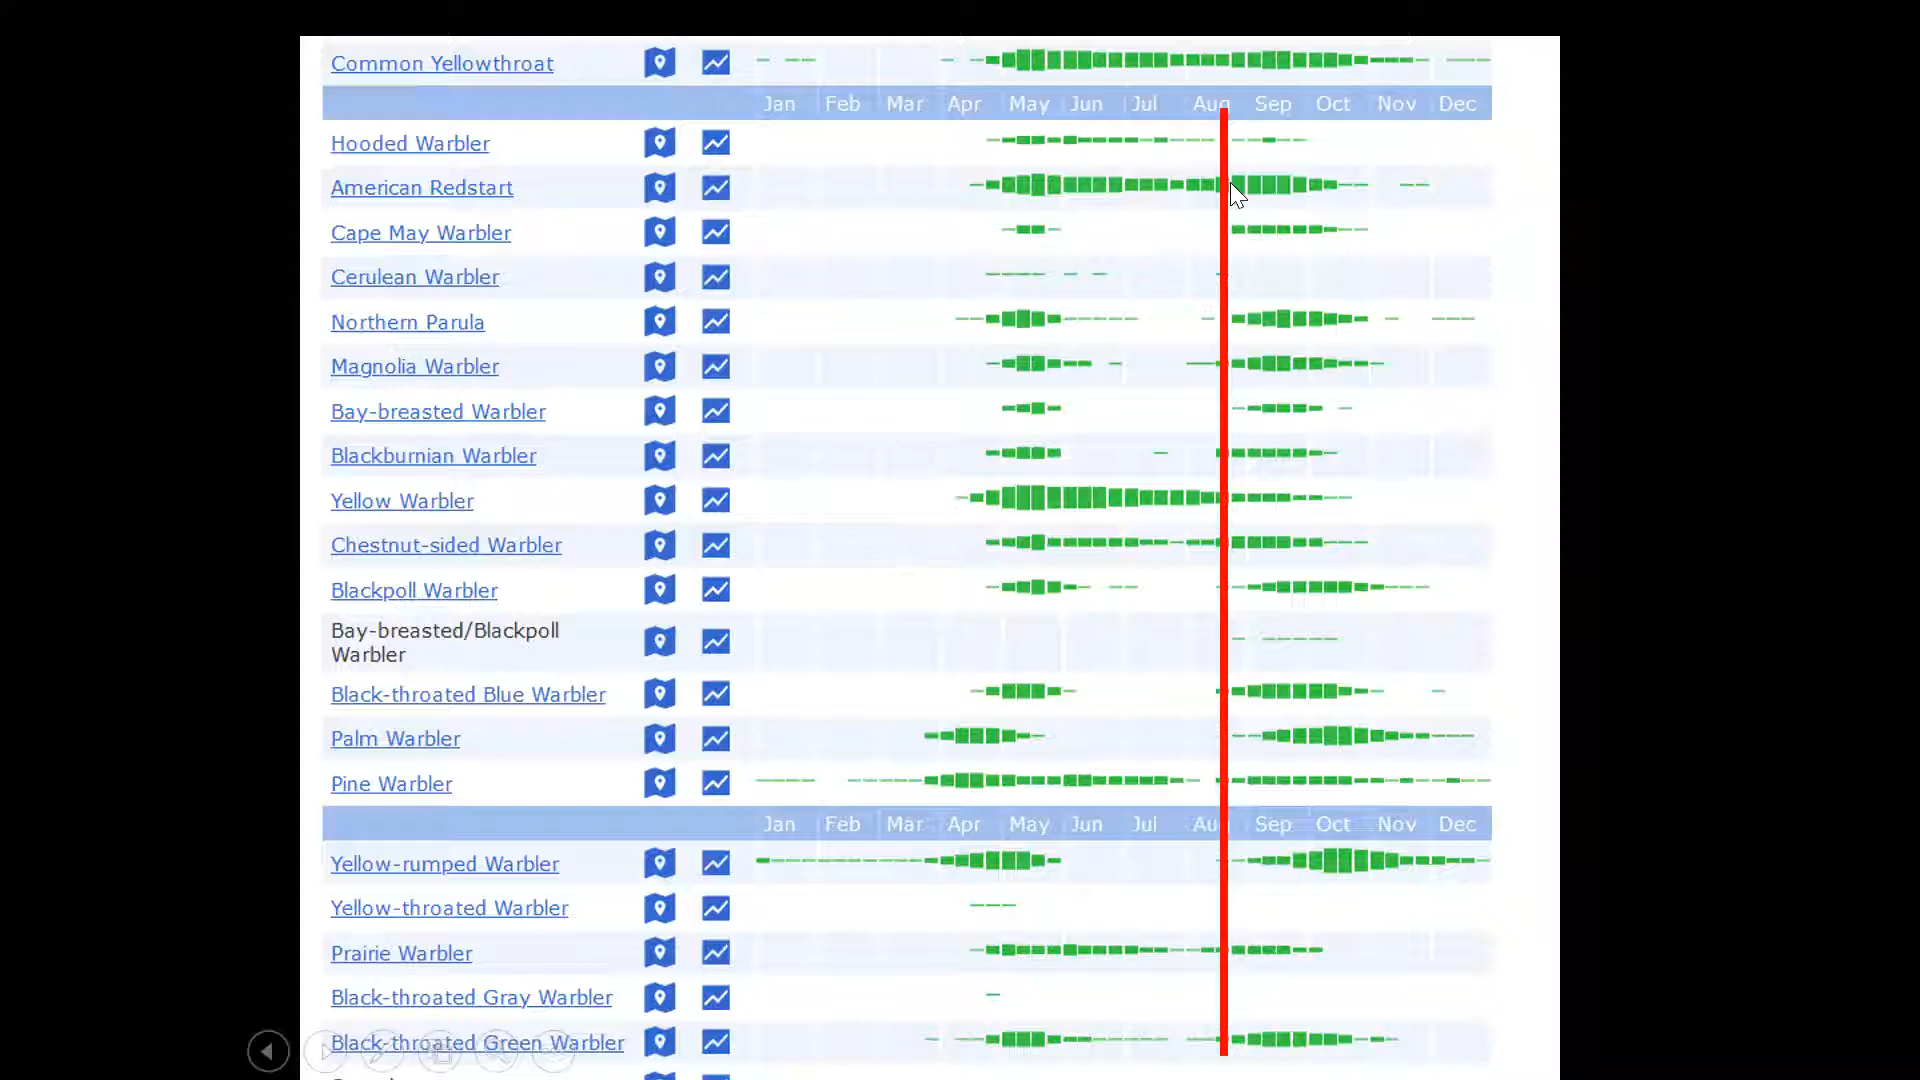 Common Yellowthroat
Jan Feb Mar Apr May Jun Jul Aug Sep Oct Nov Dec
Hooded Warbler
American Redstart
Cape May Warbler
Cerulean Warbler
Northern Parula
Magnolia Warbler
Bay-breasted Warbler
Blackburnian Warbler
Yellow Warbler
Chestnut-sided Warbler
Blackpoll Warbler
Bay-breasted/Blackpoll
Warbler
Black-throated Blue Warbler
Palm Warbler
Pine Warbler
Jan Feb Mar Apr May Jun Jul Aug Sep Oct Nov Dec
Yellow-rumped Warbler
Yellow-throated Warbler
Prairie Warbler
Black-throated Gray Warbler
Black-throated Green Warbler